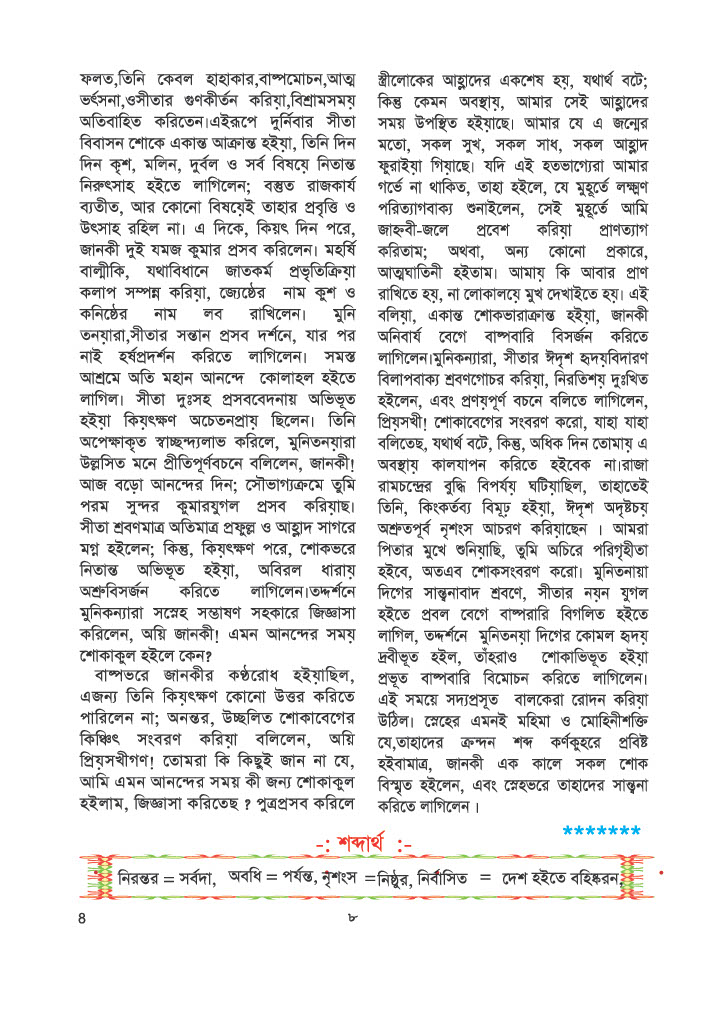 ফলত,তিনি কেবল হাহাকার,বাষ্পমোচন,আত্ম
ভর্ৎসনা,ওসীতার গুণকীর্তন করিয়া,বিশ্রামসময়
অতিবাহিত করিতেন।এইরূপে দুর্নিবার সীতা
বিবাসন শোকে একান্ত আক্রান্ত হইয়া, তিনি দিন
দিন কৃশ, মলিন, দুর্বল ও সর্ব বিষয়ে নিতান্ত
নিরুৎসাহ হইতে লাগিলেন; বস্তুত রাজকার্য
ব্যতীত, আর কোনো বিষয়েই তাহার প্রবৃত্তি ও
উৎসাহ রহিল না। এ দিকে, কিয়ৎ দিন পরে,
জানকী দুই যমজ কুমার প্রসব করিলেন। মহর্ষি
বাল্মীকি, যথাবিধানে জাতকর্ম প্রভৃতিক্রিয়া
কলাপ সম্পন্ন করিয়া, জ্যেষ্ঠের নাম কুশ ও
কনিষ্ঠের নাম লব রাখিলেন। মুনি
তনয়ারা,সীতার সন্তান প্রসব দর্শনে, যার পর
নাই হর্ষপ্রদর্শন করিতে লাগিলেন। সমস্ত
আশ্রমে অতি মহান আনন্দে কোলাহল হইতে
লাগিল। সীতা দুঃসহ প্রসববেদনায় অভিভূত
হইয়া কিয়ৎক্ষণ অচেতনপ্রায় ছিলেন। তিনি
অপেক্ষাকৃত স্বাচ্ছন্দ্যলাভ করিলে, মুনিতনয়ারা
উল্লসিত মনে প্রীতিপূর্ণবচনে বলিলেন, জানকী!
আজ বড়ো আনন্দের দিন; সৌভাগ্যক্রমে তুমি
পরম সুন্দর কুমারযুগল প্রসব করিয়াছ।
সীতা শ্রবণমাত্র অতিমাত্র প্রফুল্ল ও আহ্লাদ সাগরে
মগ্ন হইলেন; কিন্তু, কিয়ৎক্ষণ পরে, শোকভরে
নিতান্ত অভিভূত হইয়া, অবিরল ধারায়
অশ্রুবিসর্জন করিতে লাগিলেন।তদ্দর্শনে
মুনিকন্যারা সস্নেহ সম্ভাষণ সহকারে জিজ্ঞাসা
করিলেন, অয়ি জানকী! এমন আনন্দের সময়
শোকাকুল হইলে কেন?
বাষ্পভরে জানকীর কণ্ঠরোধ হইয়াছিল,
এজন্য তিনি কিয়ৎক্ষণ কোনো উত্তর করিতে
পারিলেন না; অনন্তর, উচ্ছলিত শোকাবেগের
কিঞ্চিৎ সংবরণ করিয়া বলিলেন, অয়ি
প্রিয়সখীগণ! তোমরা কি কিছুই জান না যে,
আমি এমন আনন্দের সময় কী জন্য শোকাকুল
হইলাম, জিজ্ঞাসা করিতেছ ? পুত্রপ্রসব করিলে
স্ত্রীলোকের আহ্লাদের একশেষ হয়, যথার্থ বটে;
কিন্তু কেমন অবস্থায়, আমার সেই আহ্লাদের
সময় উপস্থিত হইয়াছে। আমার যে এ জন্মের
মতো, সকল সুখ, সকল সাধ, সকল আহ্লাদ
ফুরাইয়া গিয়াছে। যদি এই হতভাগ্যেরা আমার
গর্ভে না থাকিত, তাহা হইলে, যে মুহূর্তে লক্ষ্মণ
পরিত্যাগবাক্য শুনাইলেন, সেই মুহূর্তে আমি
জাহ্নবী-জলে প্রবেশ করিয়া প্রাণত্যাগ
করিতাম; অথবা, অন্য কোনো প্রকারে,
আত্মঘাতিনী হইতাম। আমায় কি আবার প্রাণ
রাখিতে হয়, না লোকালয়ে মুখ দেখাইতে হয়। এই
বলিয়া, একান্ত শোকভারাক্রান্ত হইয়া, জানকী
অনিবার্য বেগে বাষ্পবারি বিসর্জন করিতে
লাগিলেন।মুনিকন্যারা, সীতার ঈদৃশ হৃদয়বিদারণ
বিলাপবাক্য শ্রবণগোচর করিয়া, নিরতিশয় দুঃখিত
হইলেন, এবং প্রণয়পূর্ণ বচনে বলিতে লাগিলেন,
প্রিয়সখী! শোকাবেগের সংবরণ করো, যাহা যাহা
বলিতেছ, যথার্থ বটে, কিন্তু, অধিক দিন তোমায় এ
অবস্থায় কালযাপন করিতে হইবেক না।রাজা
রামচন্দ্রের বুদ্ধি বিপর্যয় ঘটিয়াছিল, তাহাতেই
তিনি, কিংকর্তব্য বিমূঢ় হইয়া, ঈদৃশ অদৃষ্টচয়
অশ্রুতপূর্ব নৃশংস আচরণ করিয়াছেন । আমরা
পিতার মুখে শুনিয়াছি, তুমি অচিরে পরিগৃহীতা
হইবে, অতএব শোকসংবরণ করো। মুনিতনায়া
দিগের সান্ত্বনাবাদ শ্রবণে, সীতার নয়ন যুগল
হইতে প্রবল বেগে বাষ্পরারি বিগলিত হইতে
লাগিল, তদ্দর্শনে মুনিতনয়া দিগের কোমল হৃদয়
দ্রবীভূত হইল, তাঁহরাও শোকাভিভূত হইয়া
প্রভূত বাষ্পবারি বিমোচন করিতে লাগিলেন।
এই সময়ে সদ্যপ্রসূত বালকেরা রোদন করিয়া
উঠিল। স্নেহের এমনই মহিমা ও মোহিনীশক্তি
যে,তাহাদের ক্রন্দন শব্দ কর্ণকুহরে প্রবিষ্ট
হইবামাত্র, জানকী এক কালে সকল শোক
বিস্মৃত হইলেন, এবং স্নেহভরে তাহাদের সান্ত্বনা
করিতে লাগিলেন ।
*******
-: শব্দার্থ :-
নিরন্তর = সর্বদা, অবধি = পর্যন্ত, নৃশংস =নিষ্ঠুর, নির্বাসিত = দেশ হইতে বহিষ্করন,
8 ৮